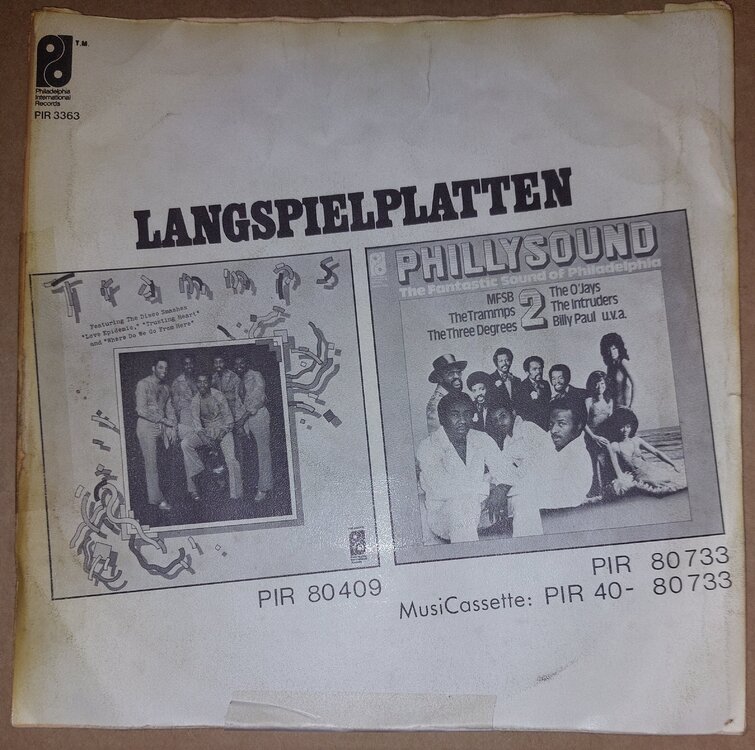 T.M.
Philadelphia
International
Records
PIR 3363
LANGSPIELPLATTEN
Trammps
Featuring The Disco Smashes
"Love Epidemic," "Trusting Heart"
and "Where Do We Go From Here"
PHILLYSOUND
The Fantastic Sound of Philadelphia
2
MFSB
The Trammps
The Three Degrees
The O'Jays
The Intruders
Billy Paul u.v.a.
PIR 80409
PIR 80733
MusiCassette: PIR 40- 80733